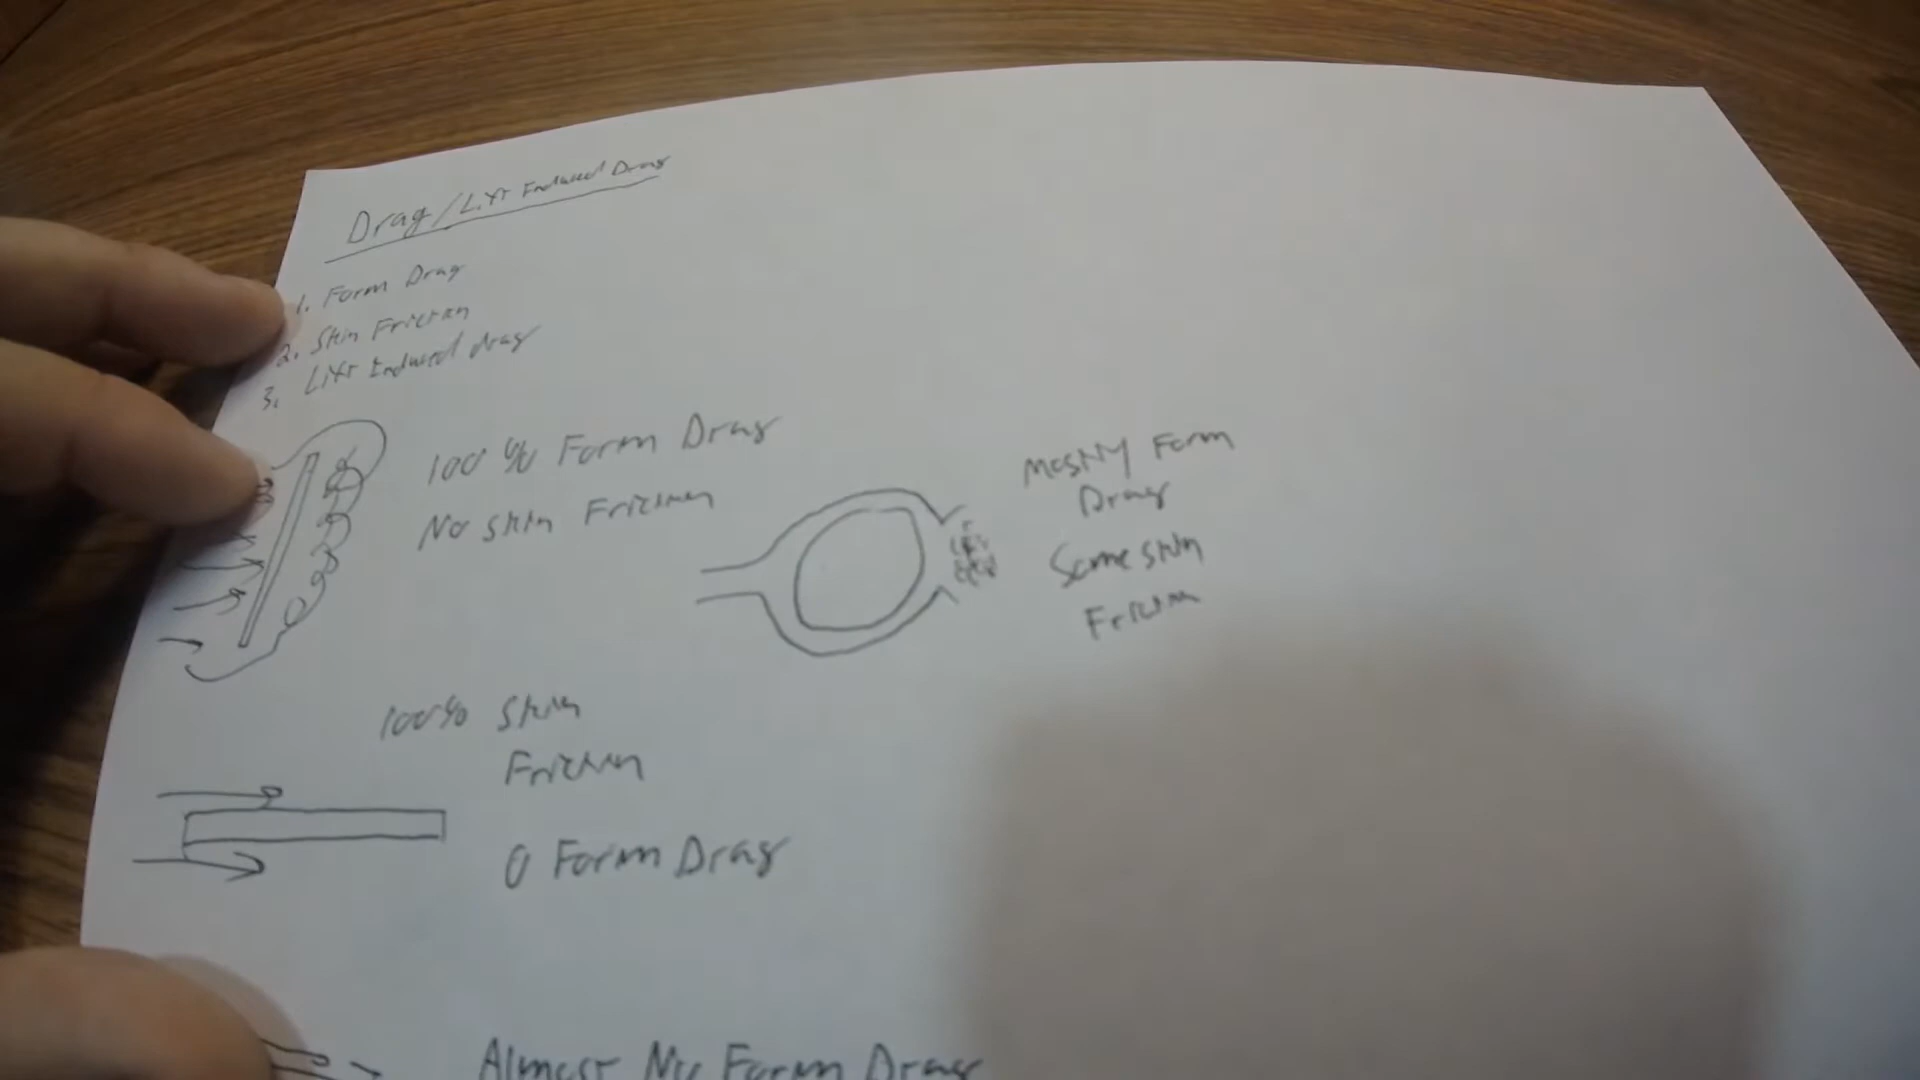 Drag/Lift Induced Drag
1. Form Drag
2. Skin Friction
3. Lift Induced drag
100% Form Drag
No skin Friction
Mostly Form
Drag
Some skin
Friction
100% Skin
Friction
0 Form Drag
Almost No Form Drag